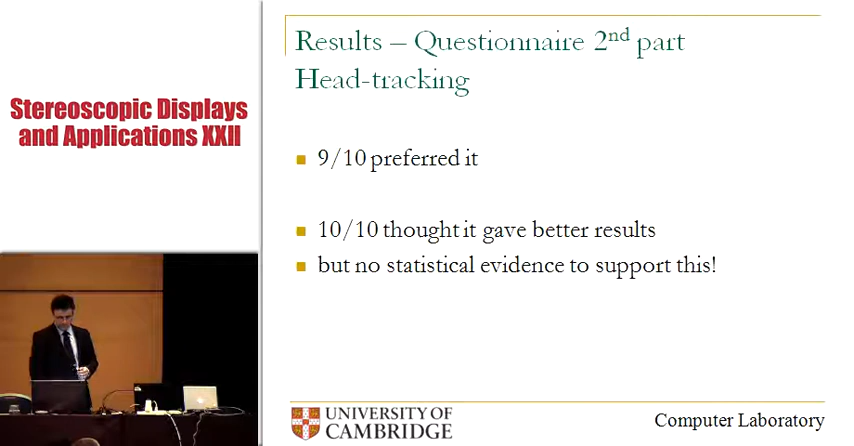 Stereoscopic Displays
and Applications XXII
Results – Questionnaire 2nd part
Head-tracking
9/10 preferred it
10/10 thought it gave better results
but no statistical evidence to support this!
UNIVERSITY OF
CAMBRIDGE
Computer Laboratory